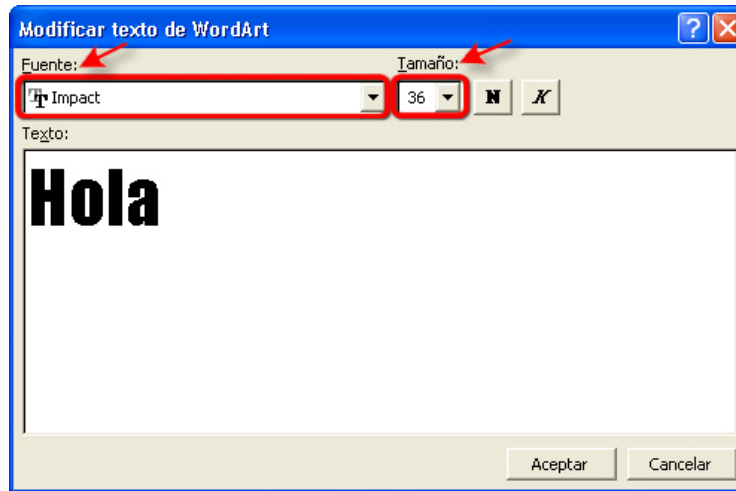 Modificar texto de WordArt
Fuente: Tamaño:
Impact 36 N K
Texto:
Hola
Aceptar Cancelar